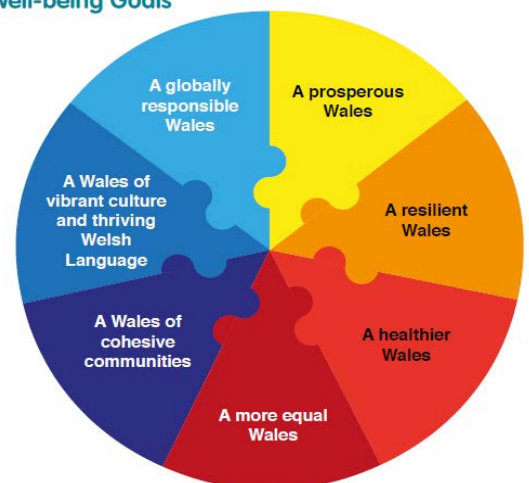 Well-being Goals
A globally
responsible
Wales
A prosperous
Wales
A resilient
Wales
A healthier
Wales
A more equal
Wales
A Wales of
cohesive
communities
A Wales of
vibrant culture
and thriving
Welsh
Language